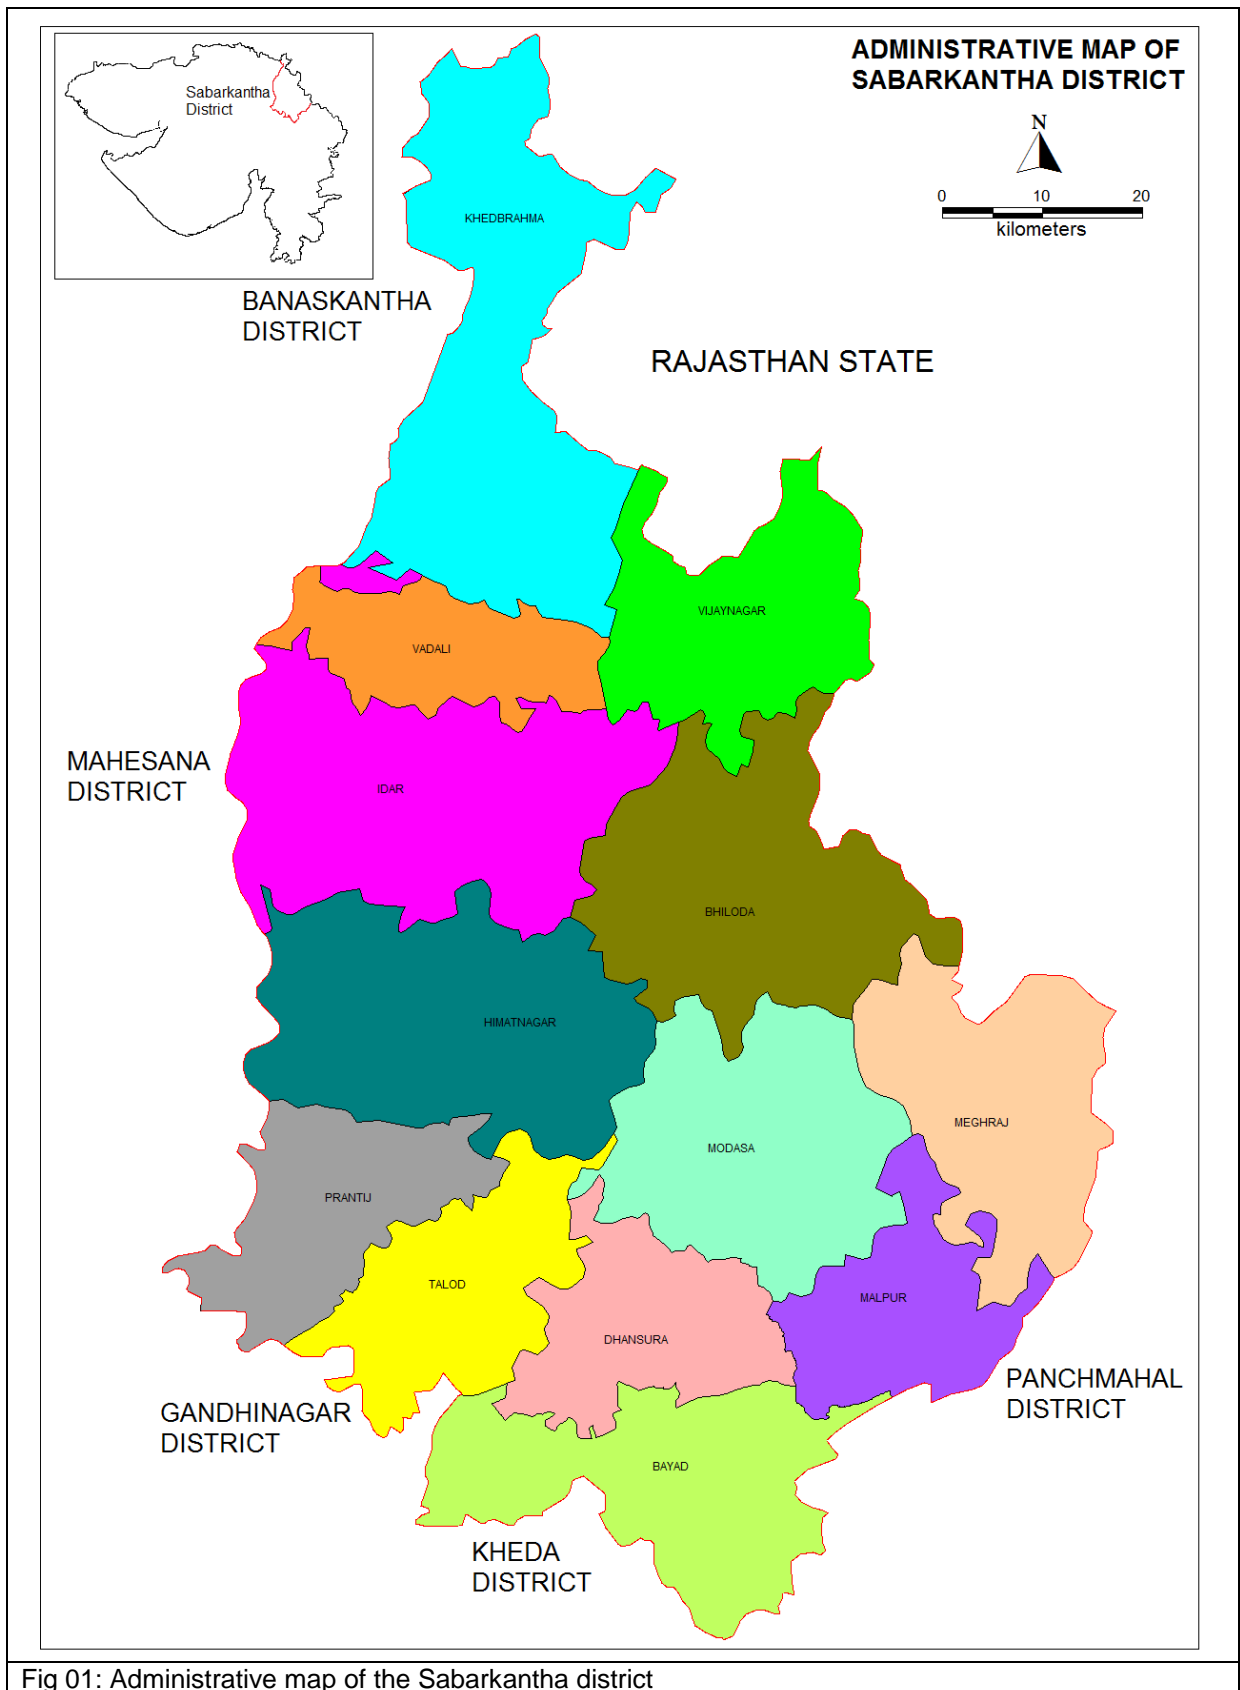 ADMINISTRATIVE MAP OF
SABARKANTHA DISTRICT
Sabarkantha
District
N
0 10 20
kilometers
KHEDBRAHMA
BANASKANTHA
DISTRICT
RAJASTHAN STATE
VIJAYNAGAR
VADALI
MAHESANA
DISTRICT
IDAR
BHILODA
HIMATNAGAR
MEGHRAJ
MODASA
PRANTIJ
TALOD
MALPUR
DHANSURA
PANCHMAHAL
DISTRICT
GANDHINAGAR
DISTRICT
BAYAD
KHEDA
DISTRICT
Fig 01: Administrative map of the Sabarkantha district